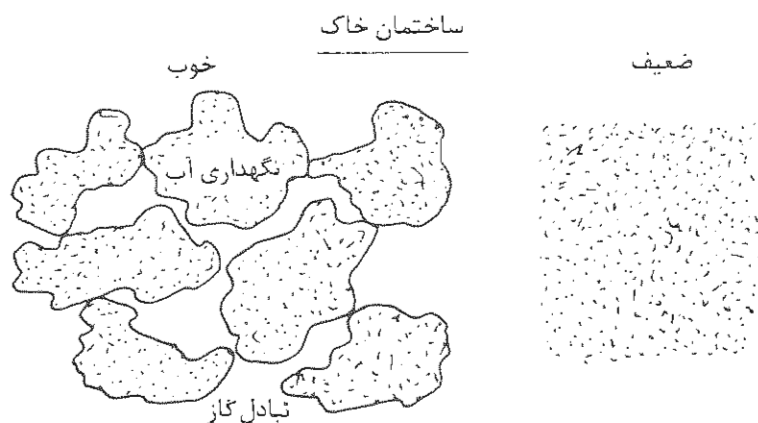 ساختمان خاک
خوب
ضعیف
نگهداری آب
تبادل گاز